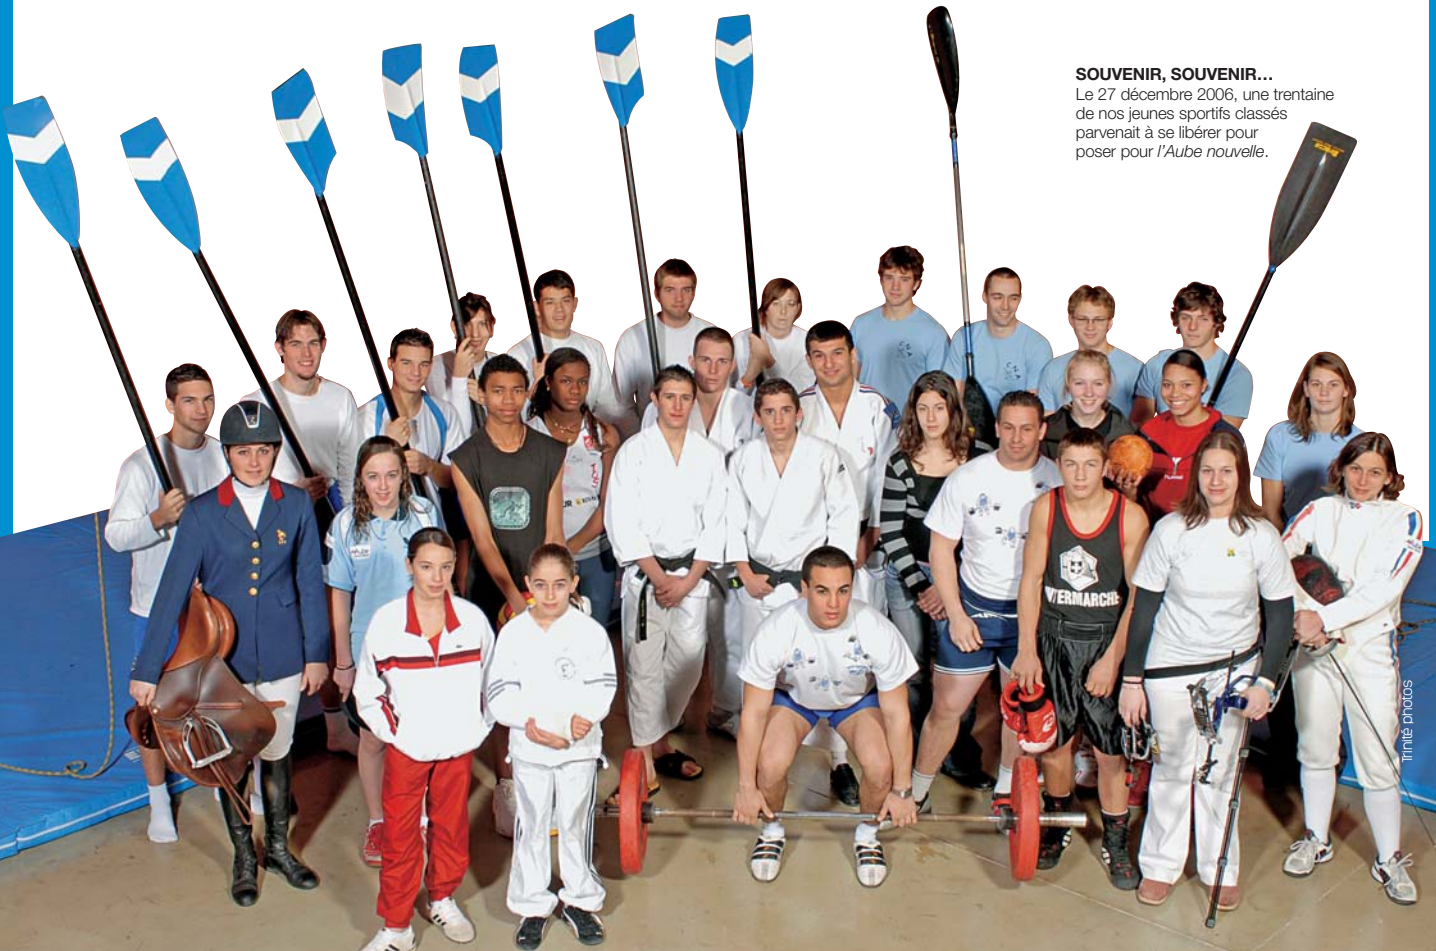 SOUVENIR, SOUVENIR…
Le 27 décembre 2006, une trentaine
de nos jeunes sportifs classés
parvenait à se libérer pour
poser pour l'Aube nouvelle.
NTERMARCHE
Trinité photos